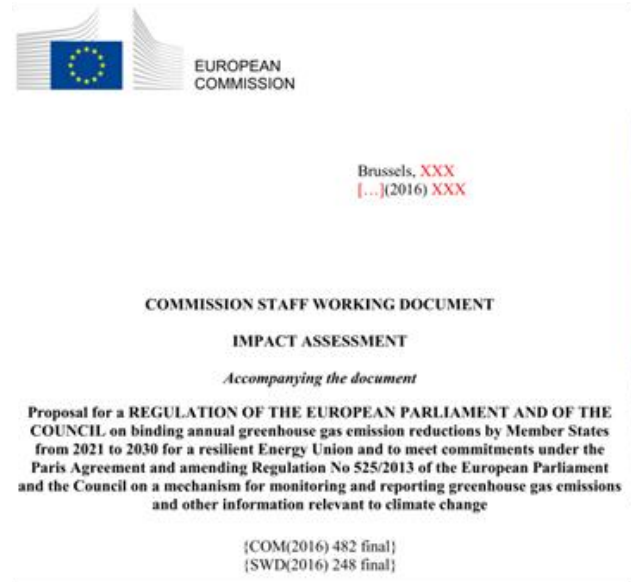 EUROPEAN
COMMISSION
Brussels, XXX
[…](2016) XXX
COMMISSION STAFF WORKING DOCUMENT
IMPACT ASSESSMENT
Accompanying the document
Proposal for a REGULATION OF THE EUROPEAN PARLIAMENT AND OF THE
COUNCIL on binding annual greenhouse gas emission reductions by Member States
from 2021 to 2030 for a resilient Energy Union and to meet commitments under the
Paris Agreement and amending Regulation No 525/2013 of the European Parliament
and the Council on a mechanism for monitoring and reporting greenhouse gas emissions
and other information relevant to climate change
{COM(2016) 482 final}
{SWD(2016) 248 final}